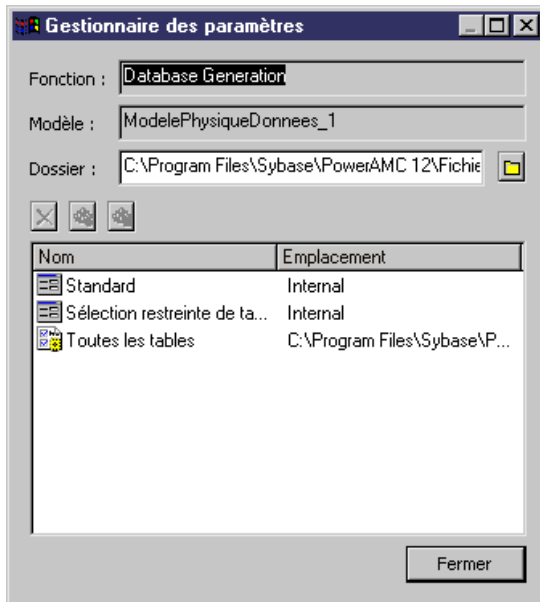 Gestionnaire des paramètres
Fonction : Database Generation
Modèle : ModelePhysiqueDonnees_1
Dossier : C:\Program Files\Sybase\PowerAMC 12\Fichie
Nom Emplacement
Standard Internal
Sélection restreinte de ta... Internal
Toutes les tables C:\Program Files\Sybase\P...
Fermer